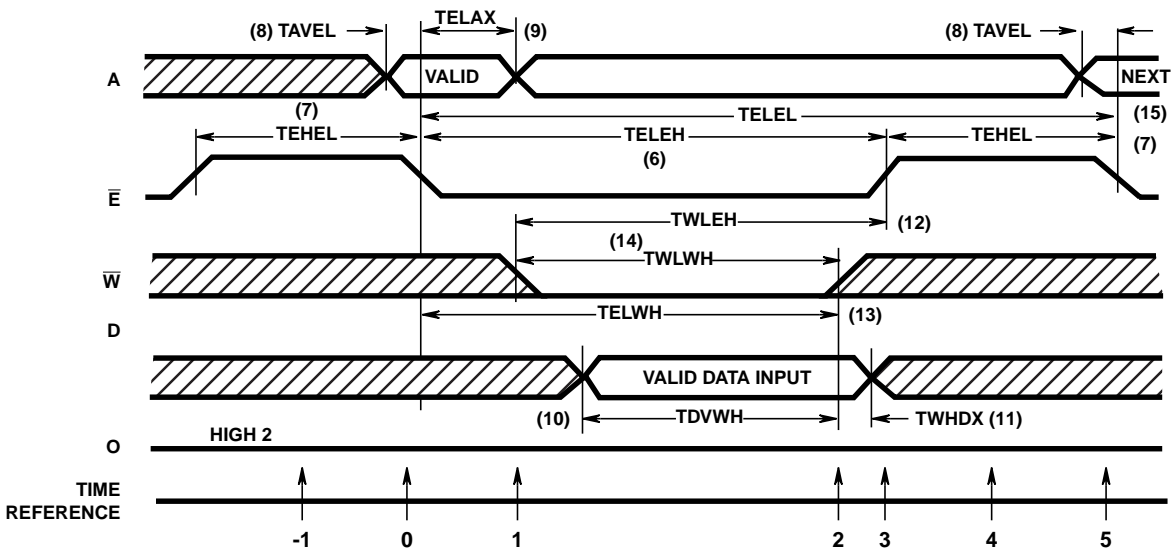 TELAX
(8) TAVEL
(9)
(8) TAVEL
A
VALID
NEXT
(7)
TELEL
(15)
TEHEL
TELEH
TEHEL
(7)
(6)
E
TWLEH
(12)
(14)
W
TWLWH
TELWH
(13)
D
VALID DATA INPUT
(10)
TDVWH
TWHDX (11)
HIGH 2
O
TIME
REFERENCE
-1 0 1 2 3 4 5